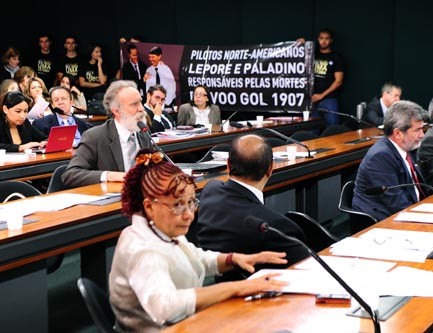 PILOTOS NORTE-AMERICANOS
LEPORE E PALADINO
RESPONSÁVEIS PELAS MORTES
VOO GOL 1907